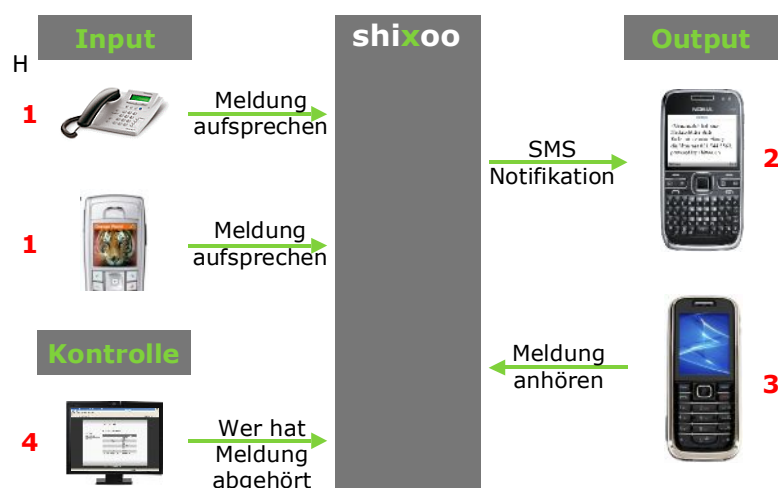 Input
shixoo
Output
H
1
Meldung
aufsprechen
NOKIA
SMS
Notifikation
2
1
Meldung
aufsprechen
Kontrolle
Meldung
anhören
3
4
Wer hat
Meldung
abgehört